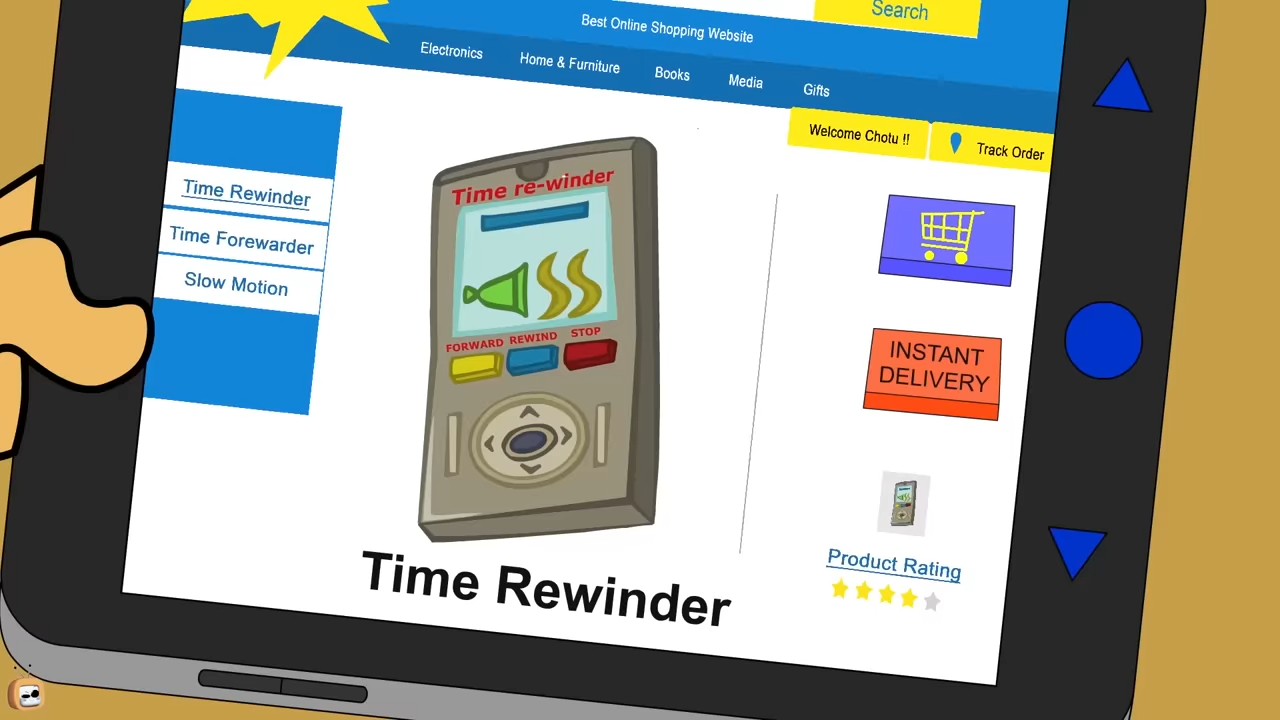 Search
Best Online Shopping Website
Electronics
Home & Furniture
Books
Media
Gifts
Welcome Chotu !!
Track Order
Time Rewinder
Time Forewarder
Slow Motion
Time re-winder
FORWARD
REWIND
STOP
INSTANT
DELIVERY
Product Rating
Time Rewinder